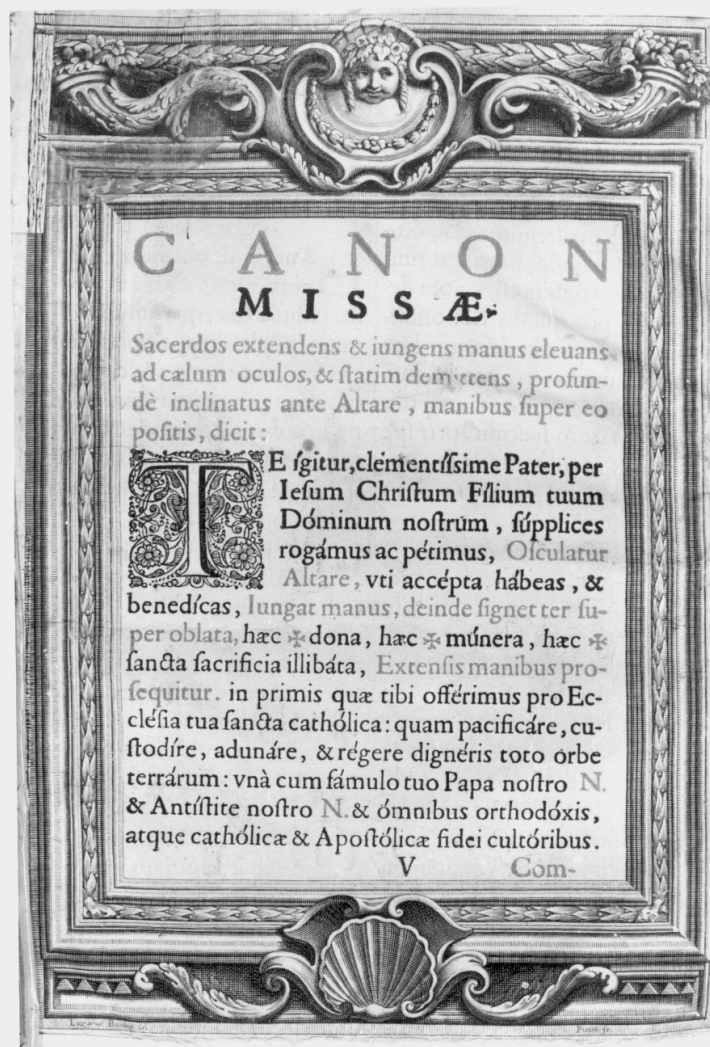 CANON
MISSÆ.
Sacerdos extendens & iungens manus eleuans
ad cælum oculos, & ſtatim demittens, profun-
dè inclinatus ante Altare, manibus ſuper eo
poſitis, dicit:
TE ígitur, clementíſſime Pater, per
Ieſum Chriſtum Fílium tuum
Dóminum noſtrum, ſúpplices
rogámus ac pétimus, Oſculatur
Altare, vti accépta hábeas, &
benedícas, Iungat manus, deinde ſignet ter ſu-
per oblata, hæc ✠ dona, hæc ✠ múnera, hæc ✠
ſancta ſacrificia illibáta, Extenſis manibus pro-
ſequitur. in primis quæ tibi offérimus pro Ec-
cléſia tua ſancta cathólica: quam pacificáre, cu-
ſtodíre, adunáre, & régere dignéris toto orbe
terrárum: vnà cum fámulo tuo Papa noſtro N.
& Antíſtite noſtro N. & ómnibus orthodóxis,
atque cathólicæ & Apoſtólicæ fidei cultóribus.
V Com-